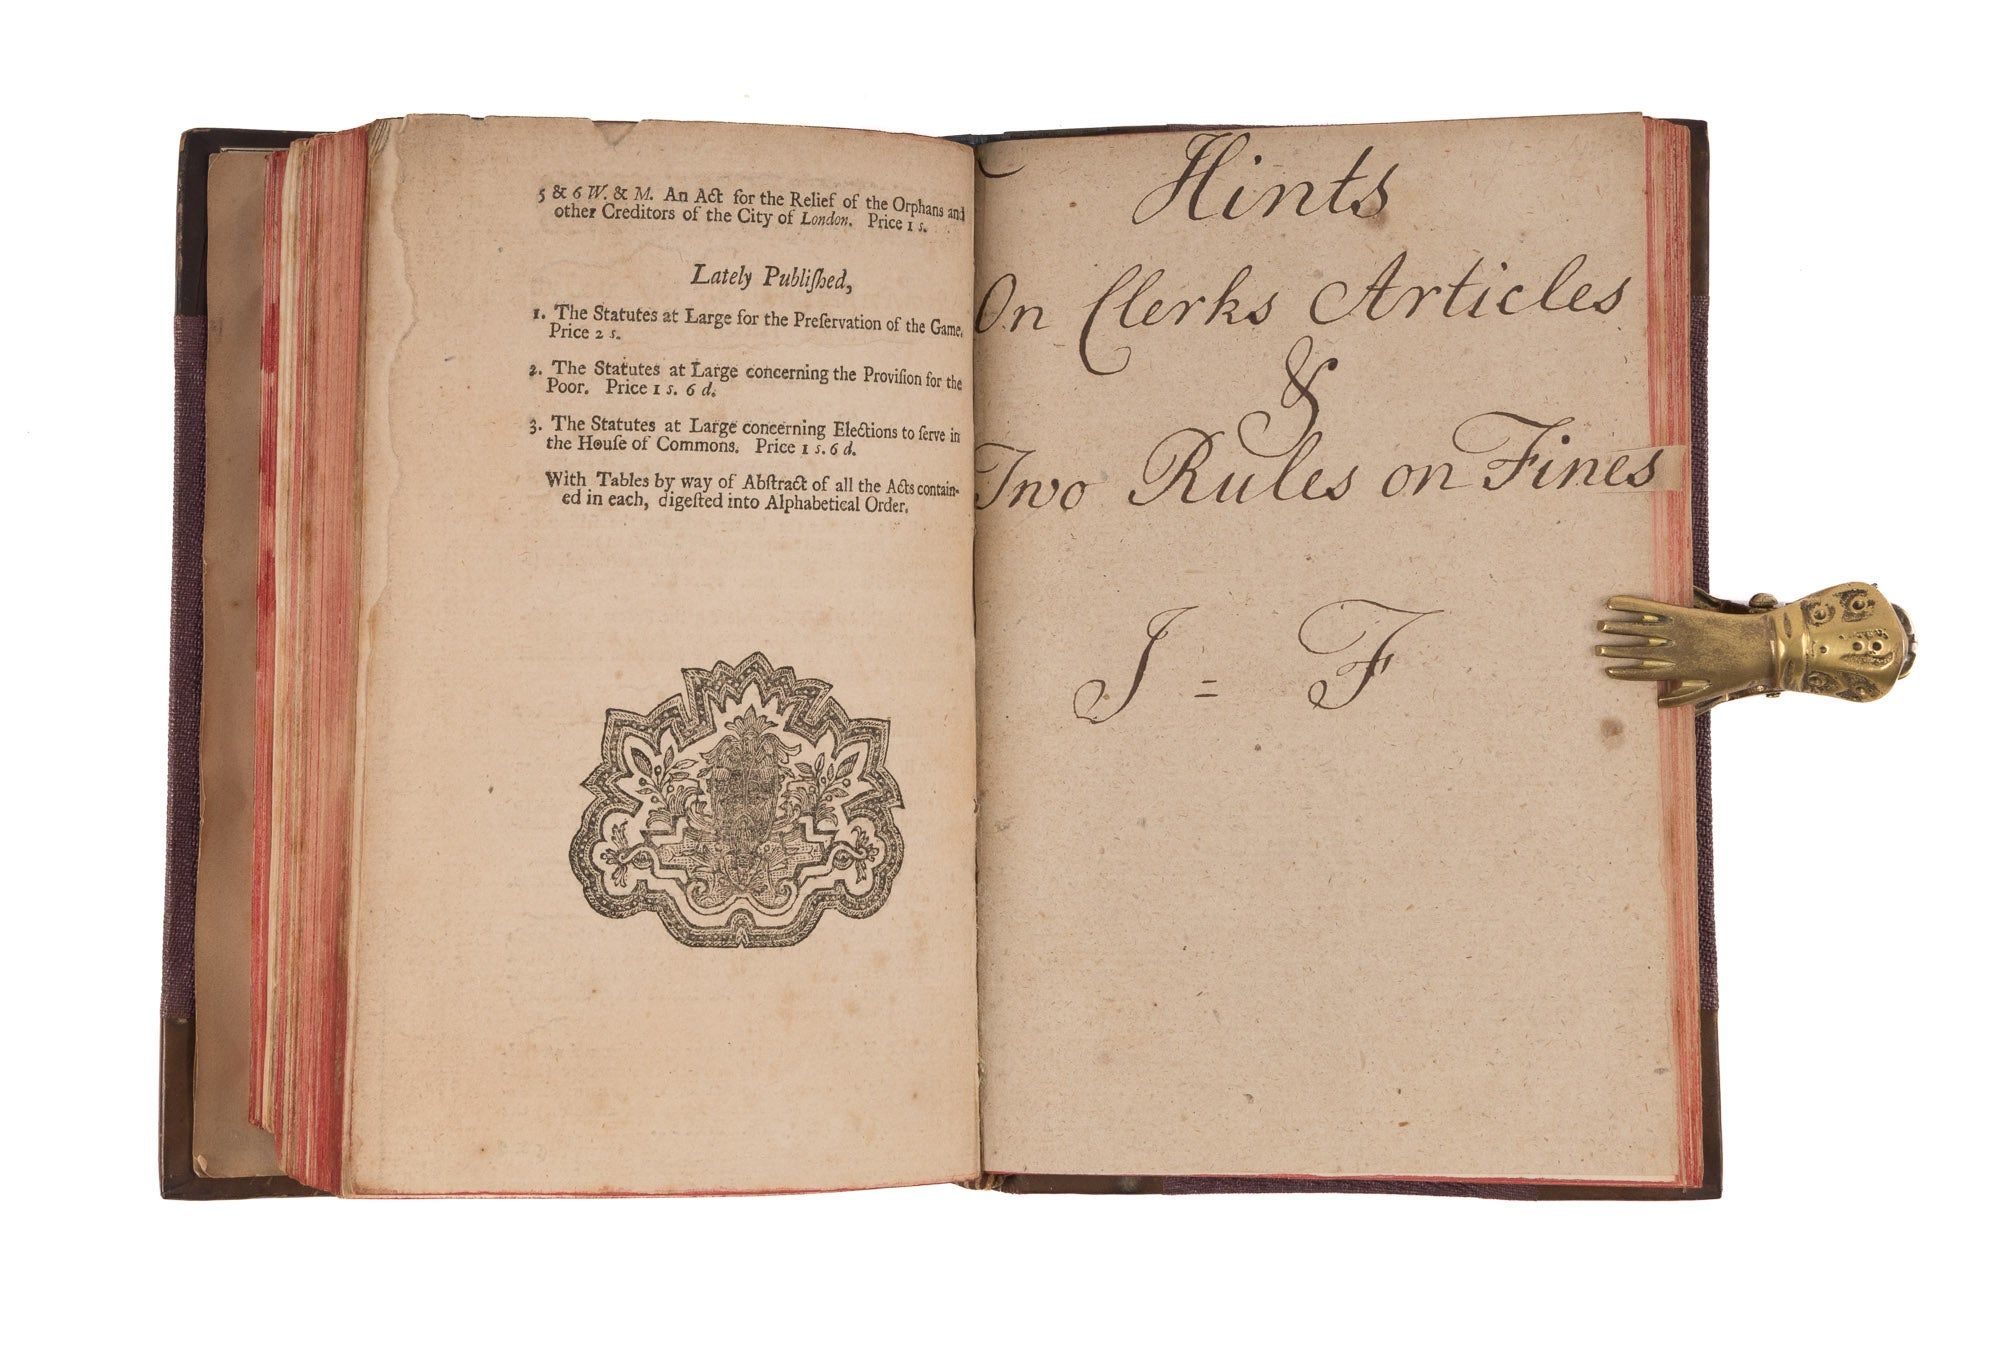 5 & 6 W. & M. An Act for the Relief of the Orphans and
other Creditors of the City of London. Price 1 s.
Lately Publiſhed,
1. The Statutes at Large for the Preſervation of the Game.
Price 2 s.
2. The Statutes at Large concerning the Proviſion for the
Poor. Price 1 s. 6 d.
3. The Statutes at Large concerning Elections to ſerve in
the Houſe of Commons. Price 1 s. 6 d.
With Tables by way of Abſtract of all the Acts contain-
ed in each, digeſted into Alphabetical Order.
Hints
On Clerks Articles
&
Two Rules on Fines
J = F